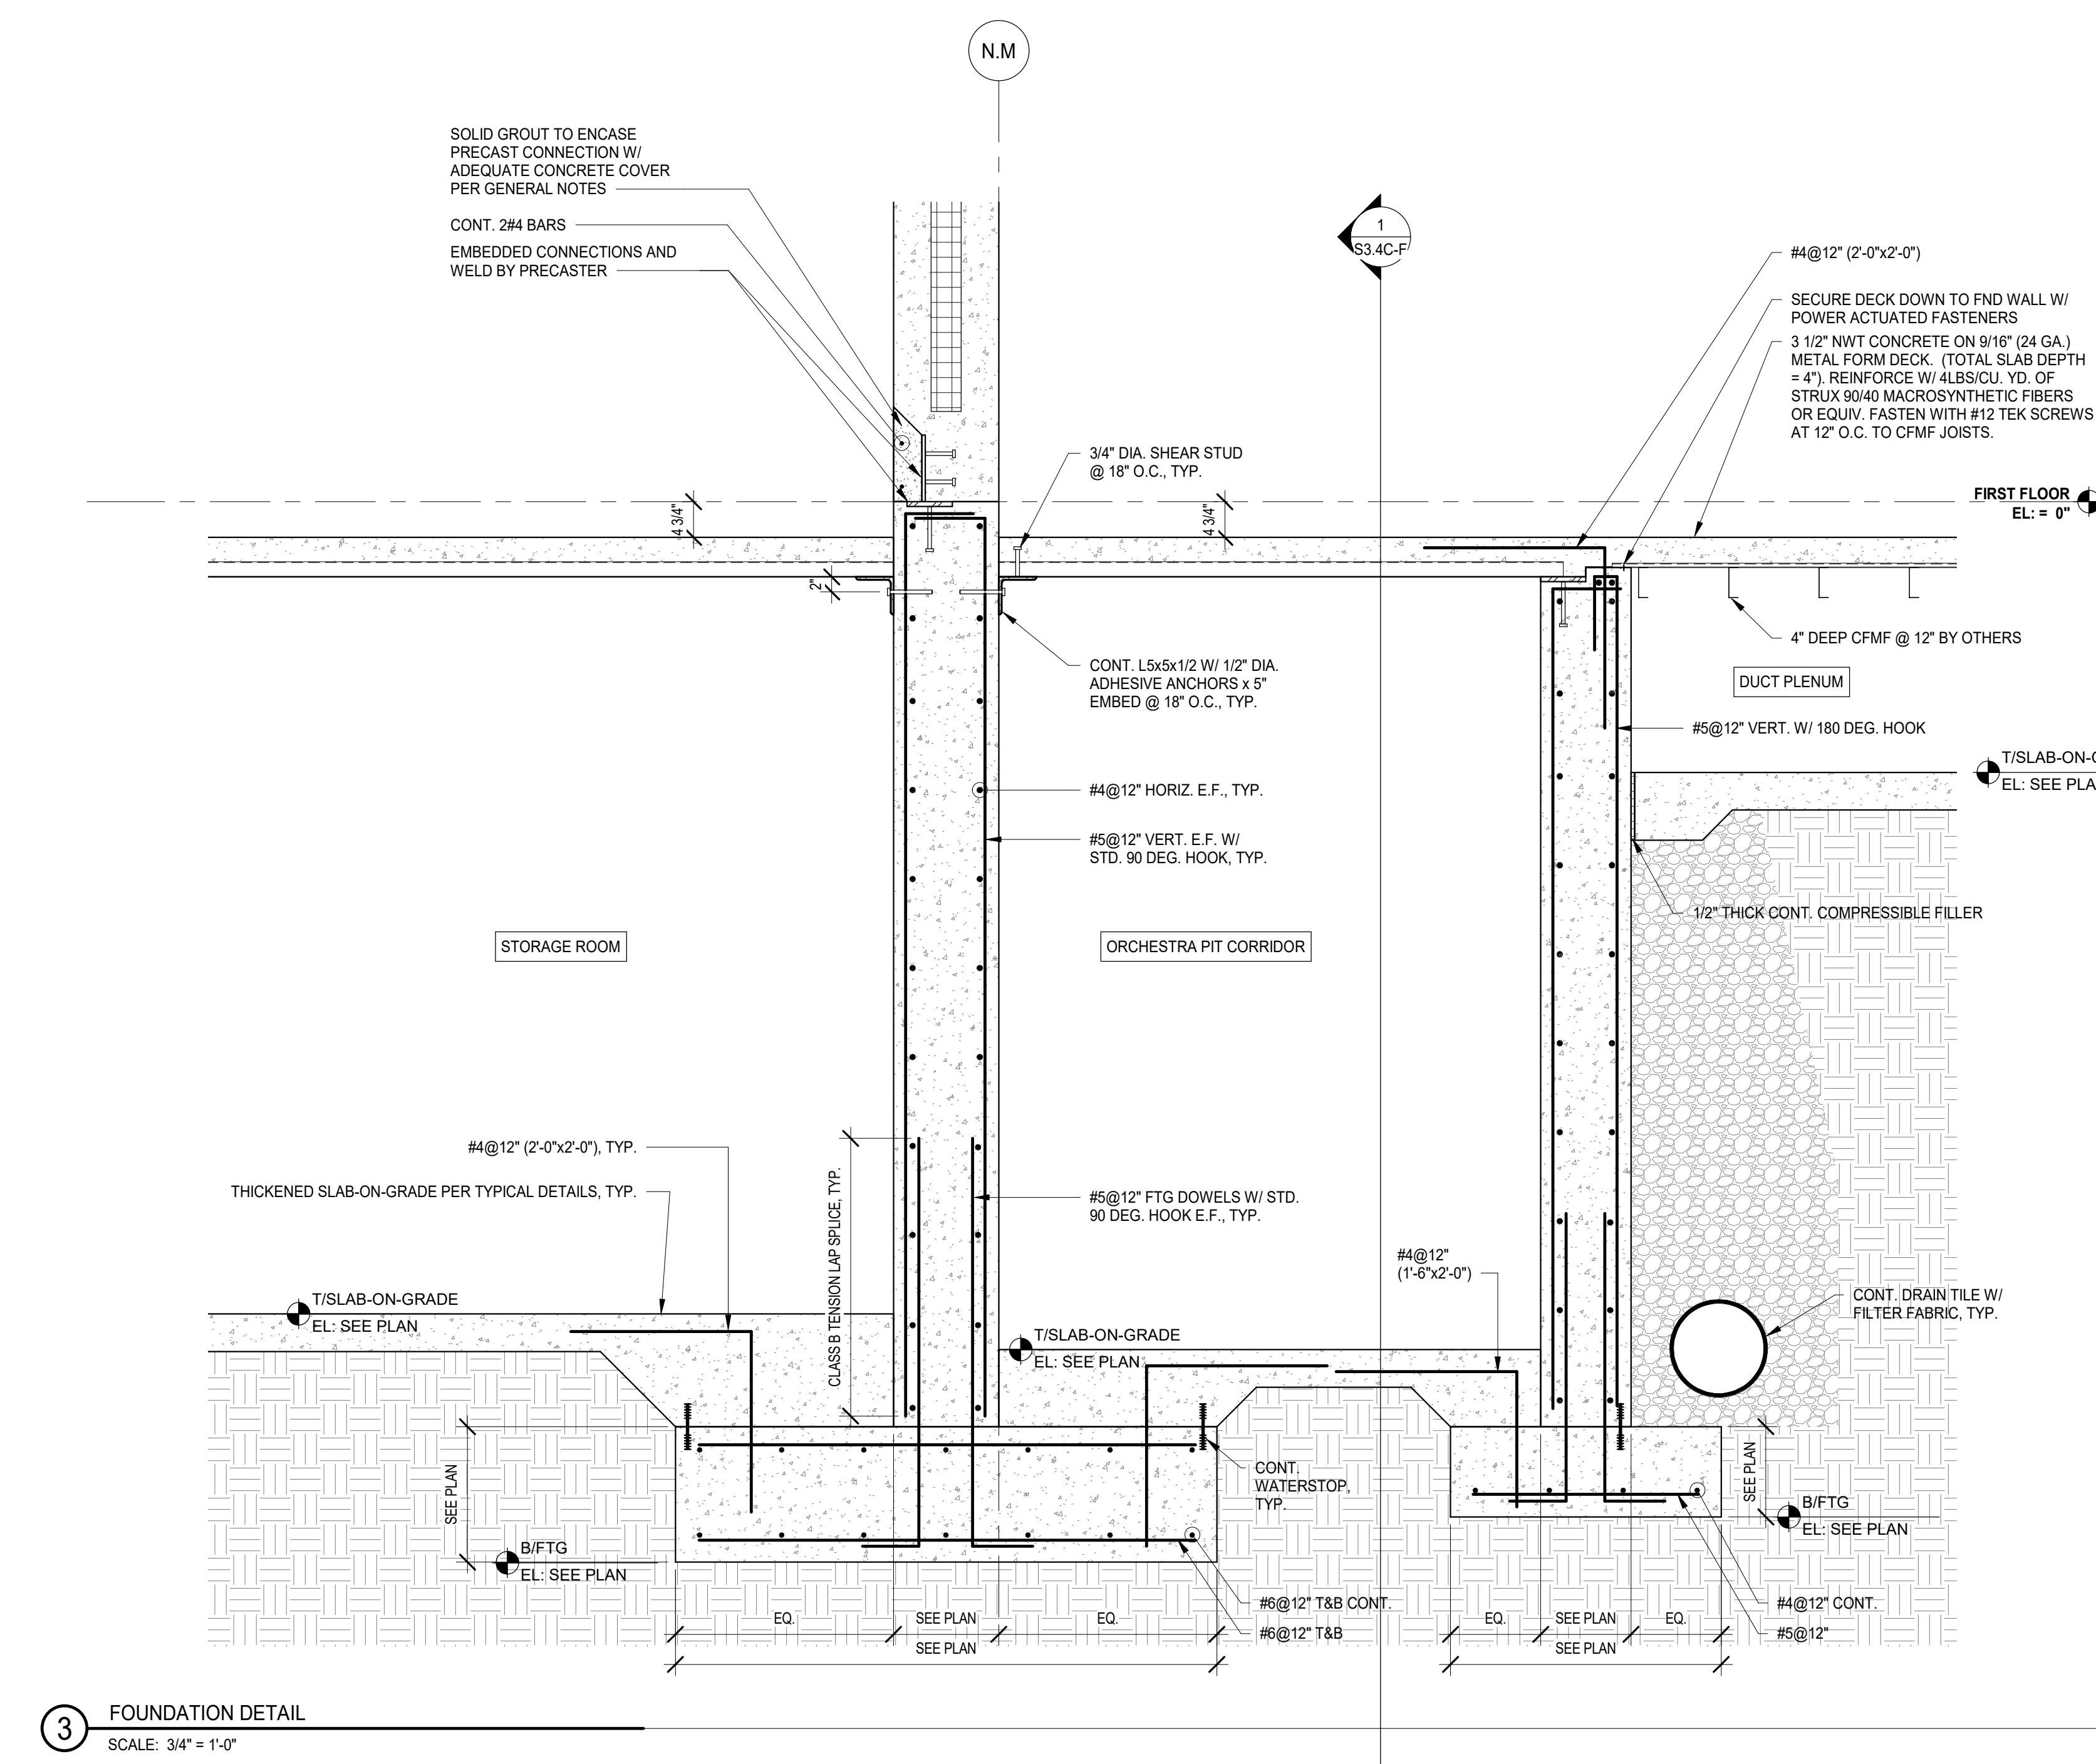 N.M
SOLID GROUT TO ENCASE
PRECAST CONNECTION W/
ADEQUATE CONCRETE COVER
PER GENERAL NOTES
CONT. 2#4 BARS
EMBEDDED CONNECTIONS AND
WELD BY PRECASTER
1
S3.4C-F
#4@12" (2'-0"x2'-0")
SECURE DECK DOWN TO FND WALL W/
POWER ACTUATED FASTENERS
3 1/2" NWT CONCRETE ON 9/16" (24 GA.)
METAL FORM DECK. (TOTAL SLAB DEPTH
= 4"). REINFORCE W/ 4LBS/CU. YD. OF
STRUX 90/40 MACROSYNTHETIC FIBERS
OR EQUIV. FASTEN WITH #12 TEK SCREWS
AT 12" O.C. TO CFMF JOISTS.
3/4" DIA. SHEAR STUD
@ 18" O.C., TYP.
FIRST FLOOR
EL: = 0"
4 3/4"
4 3/4"
2"
4" DEEP CFMF @ 12" BY OTHERS
CONT. L5x5x1/2 W/ 1/2" DIA.
ADHESIVE ANCHORS x 5"
EMBED @ 18" O.C., TYP.
DUCT PLENUM
#5@12" VERT. W/ 180 DEG. HOOK
T/SLAB-ON-G
EL: SEE PLA
#4@12" HORIZ. E.F., TYP.
#5@12" VERT. E.F. W/
STD. 90 DEG. HOOK, TYP.
1/2" THICK CONT. COMPRESSIBLE FILLER
STORAGE ROOM
ORCHESTRA PIT CORRIDOR
#4@12" (2'-0"x2'-0"), TYP.
THICKENED SLAB-ON-GRADE PER TYPICAL DETAILS, TYP.
CLASS B TENSION LAP SPLICE, TYP.
#5@12" FTG DOWELS W/ STD.
90 DEG. HOOK E.F., TYP.
#4@12"
(1'-6"x2'-0")
CONT. DRAIN TILE W/
FILTER FABRIC, TYP.
T/SLAB-ON-GRADE
EL: SEE PLAN
T/SLAB-ON-GRADE
EL: SEE PLAN
SEE PLAN
CONT.
WATERSTOP,
TYP.
SEE PLAN
B/FTG
EL: SEE PLAN
B/FTG
EL: SEE PLAN
#6@12" T&B CONT.
#6@12" T&B
#4@12" CONT.
#5@12"
EQ.
SEE PLAN
EQ.
SEE PLAN
EQ.
SEE PLAN
EQ.
SEE PLAN
3
FOUNDATION DETAIL
SCALE: 3/4" = 1'-0"